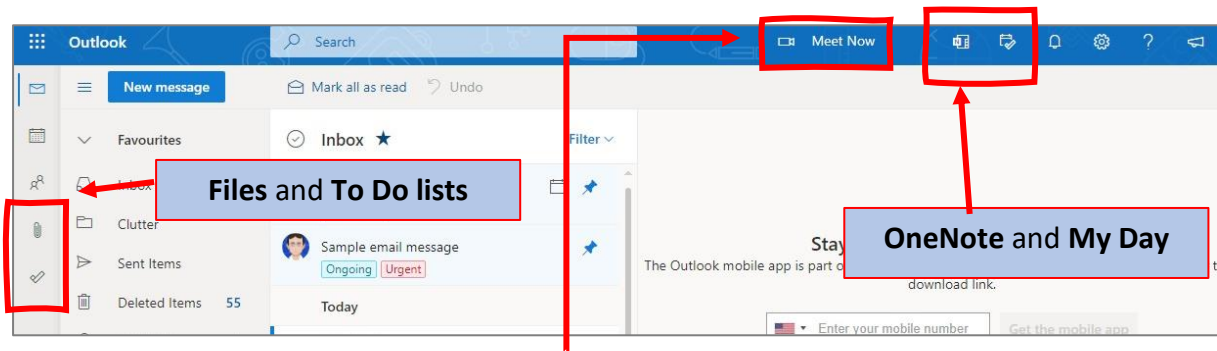 Outlook
Search
Meet Now
New message
Mark all as read
Undo
Favourites
Inbox ★
Filter
Inbox
Files and To Do lists
Clutter
Sample email message
Ongoing Urgent
Sent Items
Deleted Items 55
Today
OneNote and My Day
Stay
The Outlook mobile app is part o
download link.
Enter your mobile number
Get the mobile app